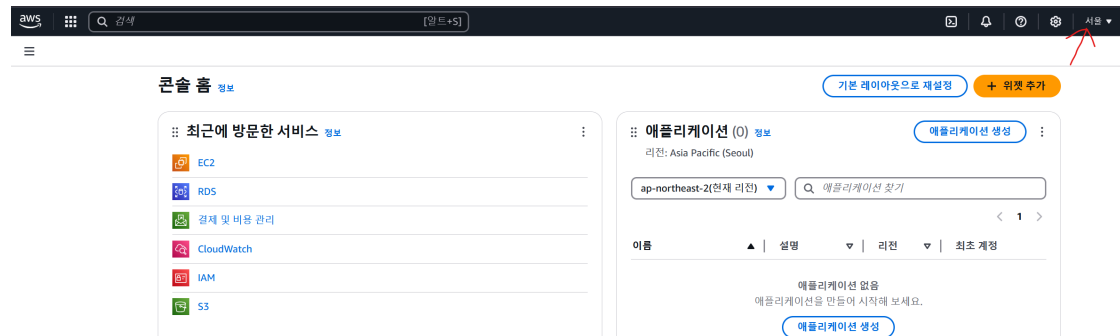 aws 검색 [알트+S] 서울 ▼
콘솔 홈 정보 기본 레이아웃으로 재설정 + 위젯 추가
최근에 방문한 서비스 정보
EC2
RDS
결제 및 비용 관리
CloudWatch
IAM
S3
애플리케이션 (0) 정보 애플리케이션 생성
리전: Asia Pacific (Seoul)
ap-northeast-2(현재 리전) ▼ 애플리케이션 찾기
< 1 >
이름 ▲ 설명 리전 최초 계정
애플리케이션 없음
애플리케이션을 만들어 시작해 보세요.
애플리케이션 생성